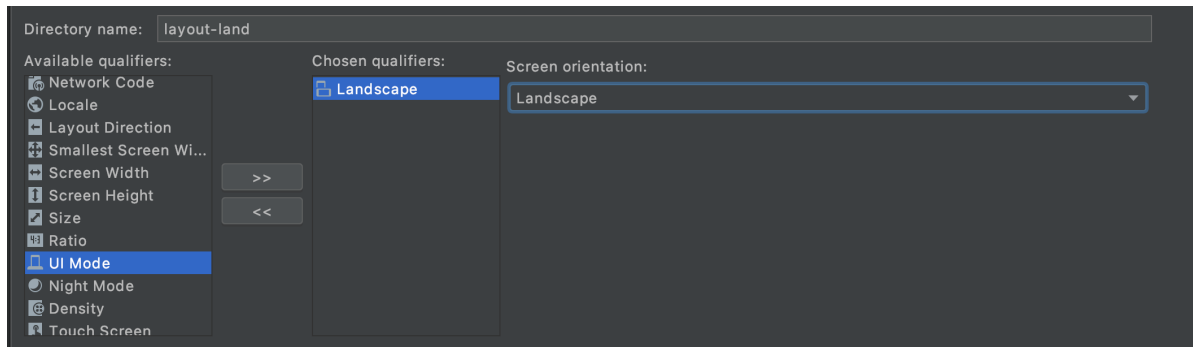 Directory name: layout-land
Available qualifiers:
Network Code
Locale
Layout Direction
Smallest Screen Wi...
Screen Width
Screen Height
Size
Ratio
UI Mode
Night Mode
Density
Touch Screen
>>
<<
Chosen qualifiers:
Landscape
Screen orientation:
Landscape